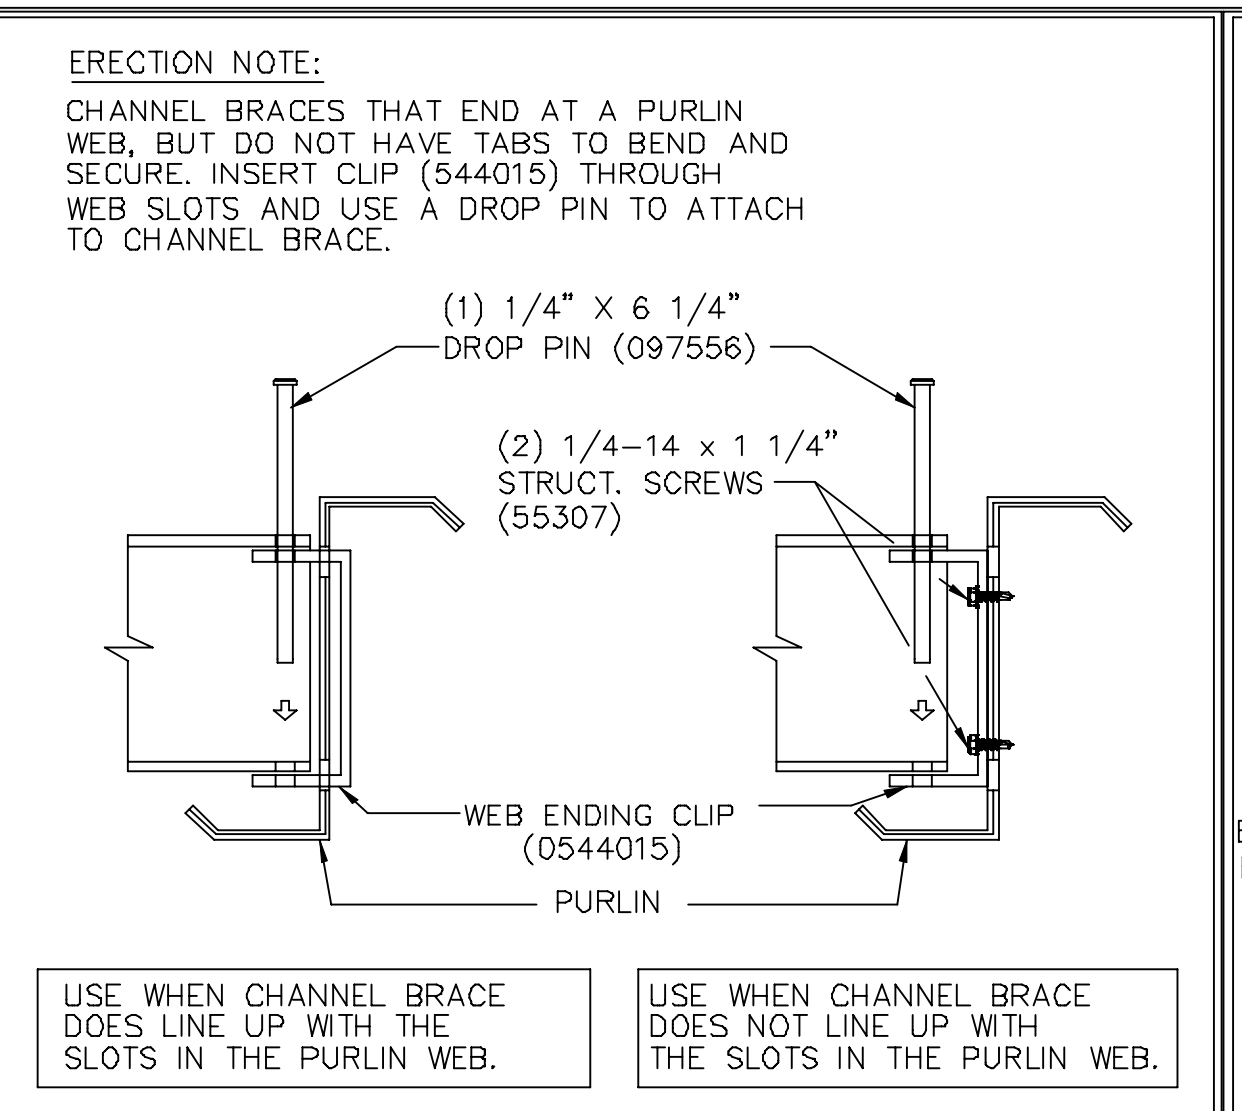 ERECTION NOTE:
CHANNEL BRACES THAT END AT A PURLIN
WEB, BUT DO NOT HAVE TABS TO BEND AND
SECURE. INSERT CLIP (544015) THROUGH
WEB SLOTS AND USE A DROP PIN TO ATTACH
TO CHANNEL BRACE.
(1) 1/4" X 6 1/4"
DROP PIN (097556)
(2) 1/4-14 x 1 1/4"
STRUCT. SCREWS
(55307)
WEB ENDING CLIP
(0544015)
PURLIN
USE WHEN CHANNEL BRACE
DOES LINE UP WITH THE
SLOTS IN THE PURLIN WEB.
USE WHEN CHANNEL BRACE
DOES NOT LINE UP WITH
THE SLOTS IN THE PURLIN WEB.